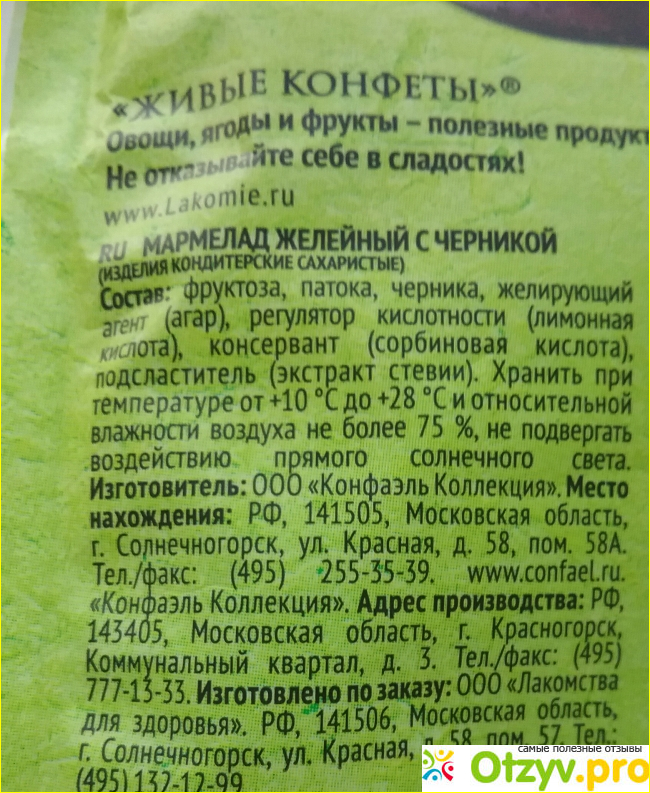 «ЖИВЫЕ КОНФЕТЫ»®
Овощи, ягоды и фрукты – полезные продукт
Не отказывайте себе в сладостях!
www.Lakomie.ru
RU МАРМЕЛАД ЖЕЛЕЙНЫЙ С ЧЕРНИКОЙ
(ИЗДЕЛИЯ КОНДИТЕРСКИЕ САХАРИСТЫЕ)
Состав: фруктоза, патока, черника, желирующий
агент (агар), регулятор кислотности (лимонная
кислота), консервант (сорбиновая кислота),
подсластитель (экстракт стевии). Хранить при
температуре от +10 °С до +28 °С и относительной
влажности воздуха не более 75 %, не подвергать
воздействию прямого солнечного света.
Изготовитель: ООО «Конфаэль Коллекция». Место
нахождения: РФ, 141505, Московская область,
г. Солнечногорск, ул. Красная, д. 58, пом. 58А.
Тел./факс: (495) 255-35-39. www.confael.ru.
«Конфаэль Коллекция». Адрес производства: РФ,
143405, Московская область, г. Красногорск,
Коммунальный квартал, д. 3. Тел./факс: (495)
777-13-33. Изготовлено по заказу: ООО «Лакомства
для здоровья». РФ, 141506, Московская область,
г. Солнечногорск, ул. Красная, д. 58, пом. 57. Тел.:
(495) 132-12-99
самые полезные отзывы
Otzyv.pro